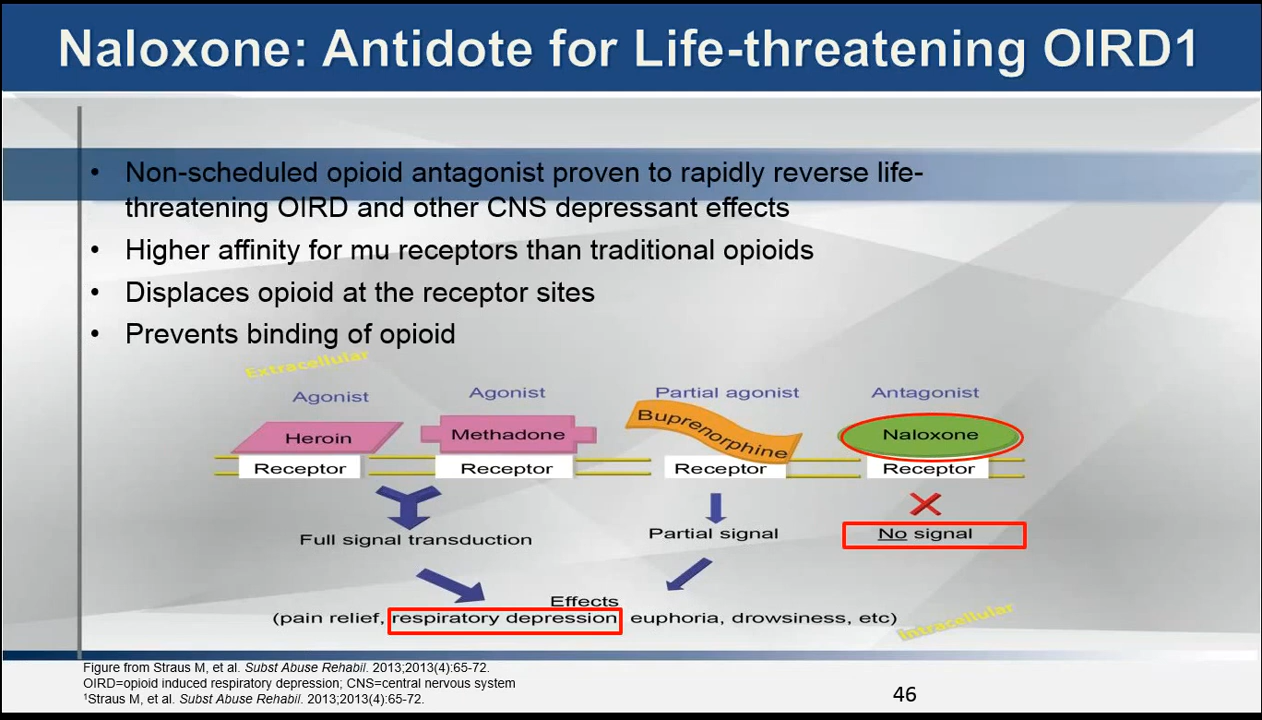 Naloxone: Antidote for Life-threatening OIRD1
• Non-scheduled opioid antagonist proven to rapidly reverse life-
threatening OIRD and other CNS depressant effects
• Higher affinity for mu receptors than traditional opioids
• Displaces opioid at the receptor sites
• Prevents binding of opioid
Extracellular
Agonist Agonist Partial agonist Antagonist
Heroin Methadone Buprenorphine Naloxone
Receptor Receptor Receptor Receptor
Full signal transduction Partial signal No signal
Effects
(pain relief, respiratory depression, euphoria, drowsiness, etc)
Intracellular
Figure from Straus M, et al. Subst Abuse Rehabil. 2013;2013(4):65-72.
OIRD=opioid induced respiratory depression; CNS=central nervous system
¹Straus M, et al. Subst Abuse Rehabil. 2013;2013(4):65-72.
46